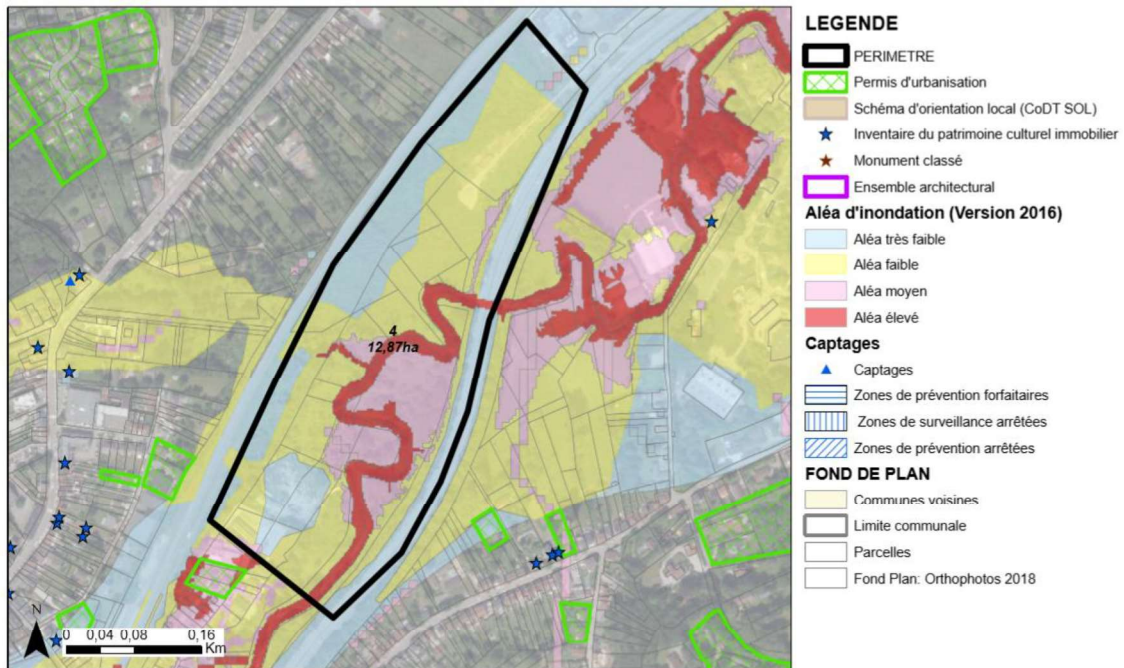 4
12,87ha
N
0 0,04 0,08 0,16
Km
LEGENDE
PERIMETRE
Permis d'urbanisation
Schéma d'orientation local (CoDT SOL)
Inventaire du patrimoine culturel immobilier
Monument classé
Ensemble architectural
Aléa d'inondation (Version 2016)
Aléa très faible
Aléa faible
Aléa moyen
Aléa élevé
Captages
Captages
Zones de prévention forfaitaires
Zones de surveillance arrêtées
Zones de prévention arrêtées
FOND DE PLAN
Communes voisines
Limite communale
Parcelles
Fond Plan: Orthophotos 2018